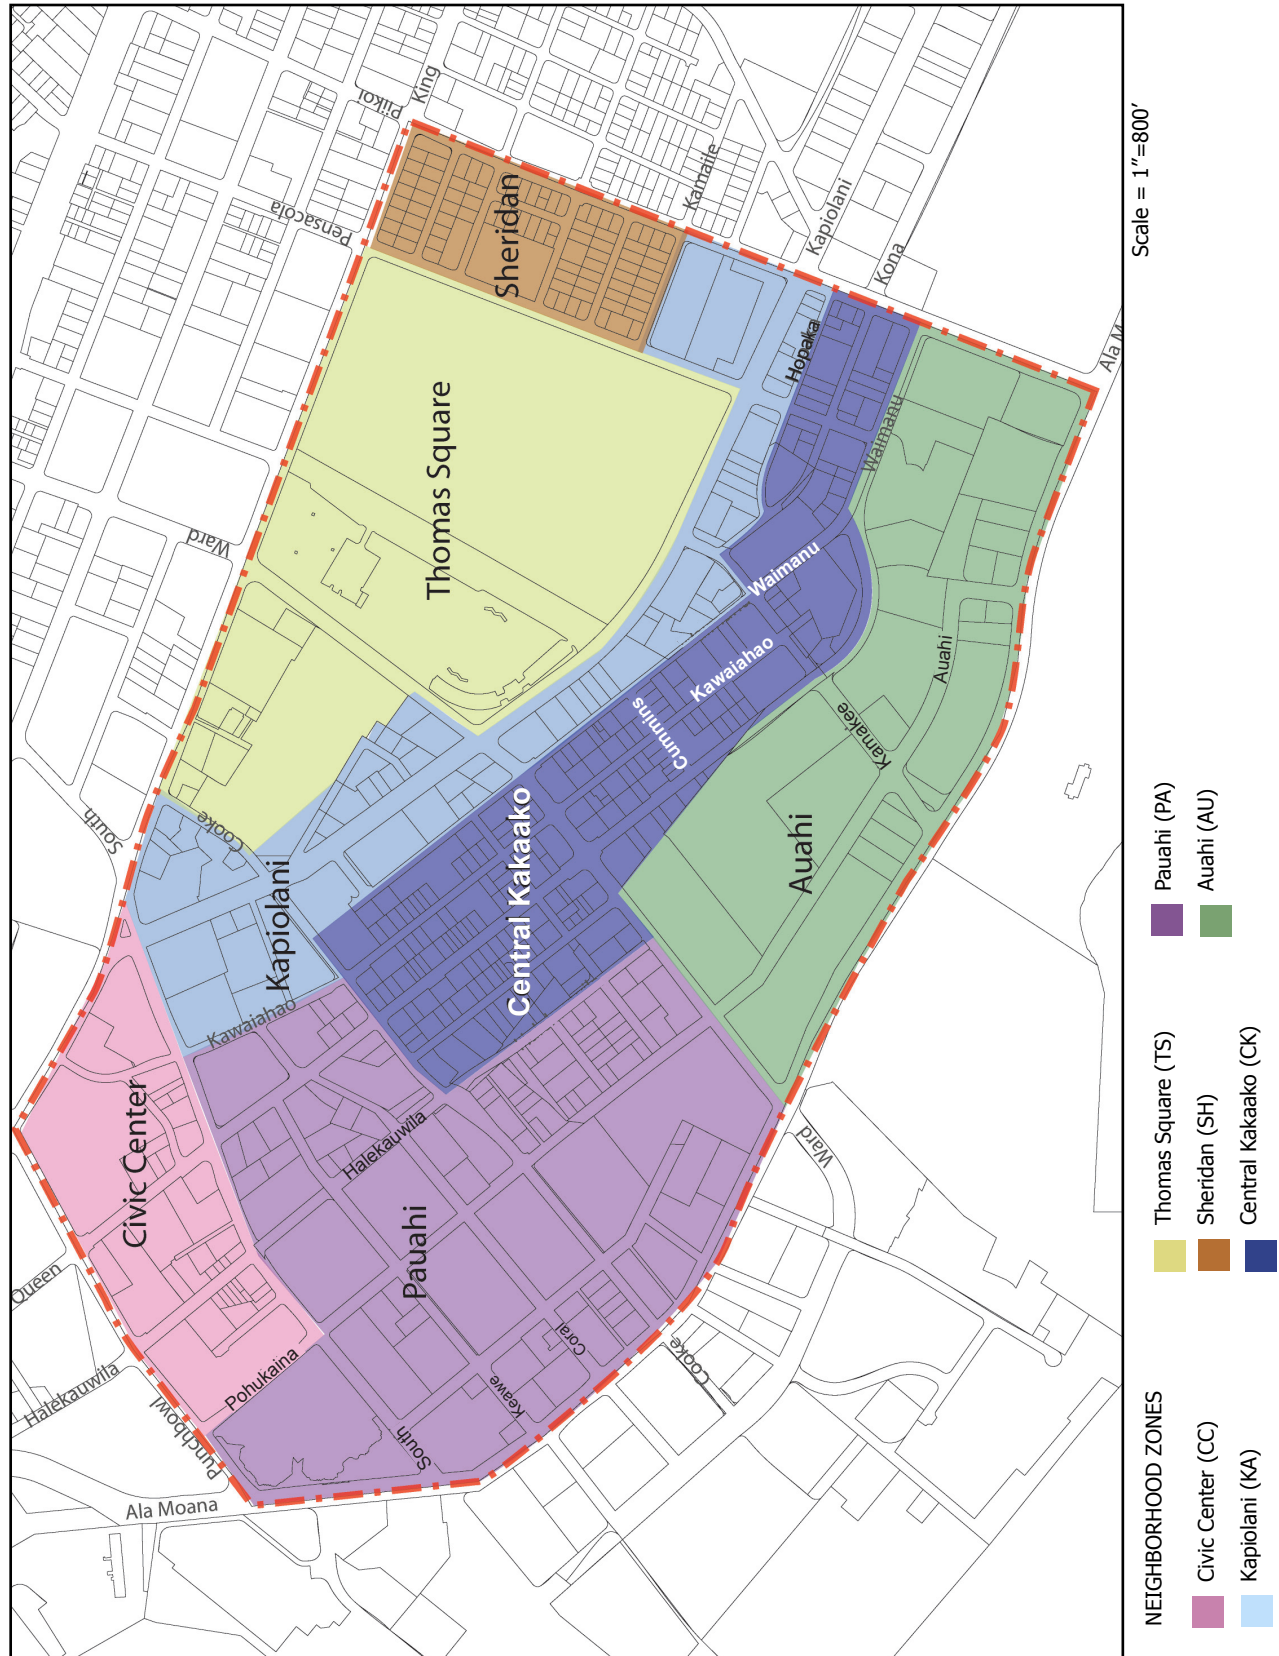 Piikoi
King
Pensacola
Sheridan
Kamaile
Kapiolani
Kona
Ala M
Hopaka
Waimanu
Thomas Square
Ward
Waimanu
Kawaiahao
Cummins
Auahi
Kamakee
South
Cooke
Central Kakaako
Auahi
Kapiolani
Kawaiahao
Civic Center
Halekauwila
Pauahi
Ward
Queen
Halekauwila
Punchbowl
Pohukaina
South
Keawe
Coral
Cooke
Ala Moana
Scale = 1"=800'
NEIGHBORHOOD ZONES
Civic Center (CC)
Kapiolani (KA)
Thomas Square (TS)
Sheridan (SH)
Central Kakaako (CK)
Pauahi (PA)
Auahi (AU)